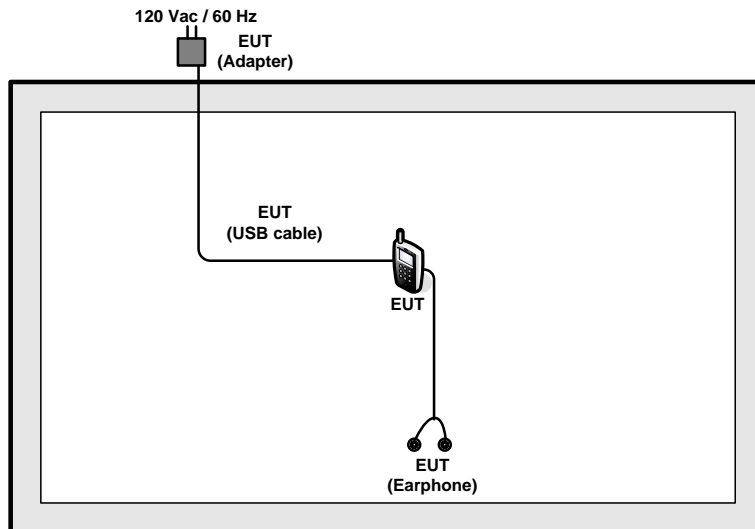 120 Vac / 60 Hz
EUT
(Adapter)
EUT
(USB cable)
EUT
EUT
(Earphone)